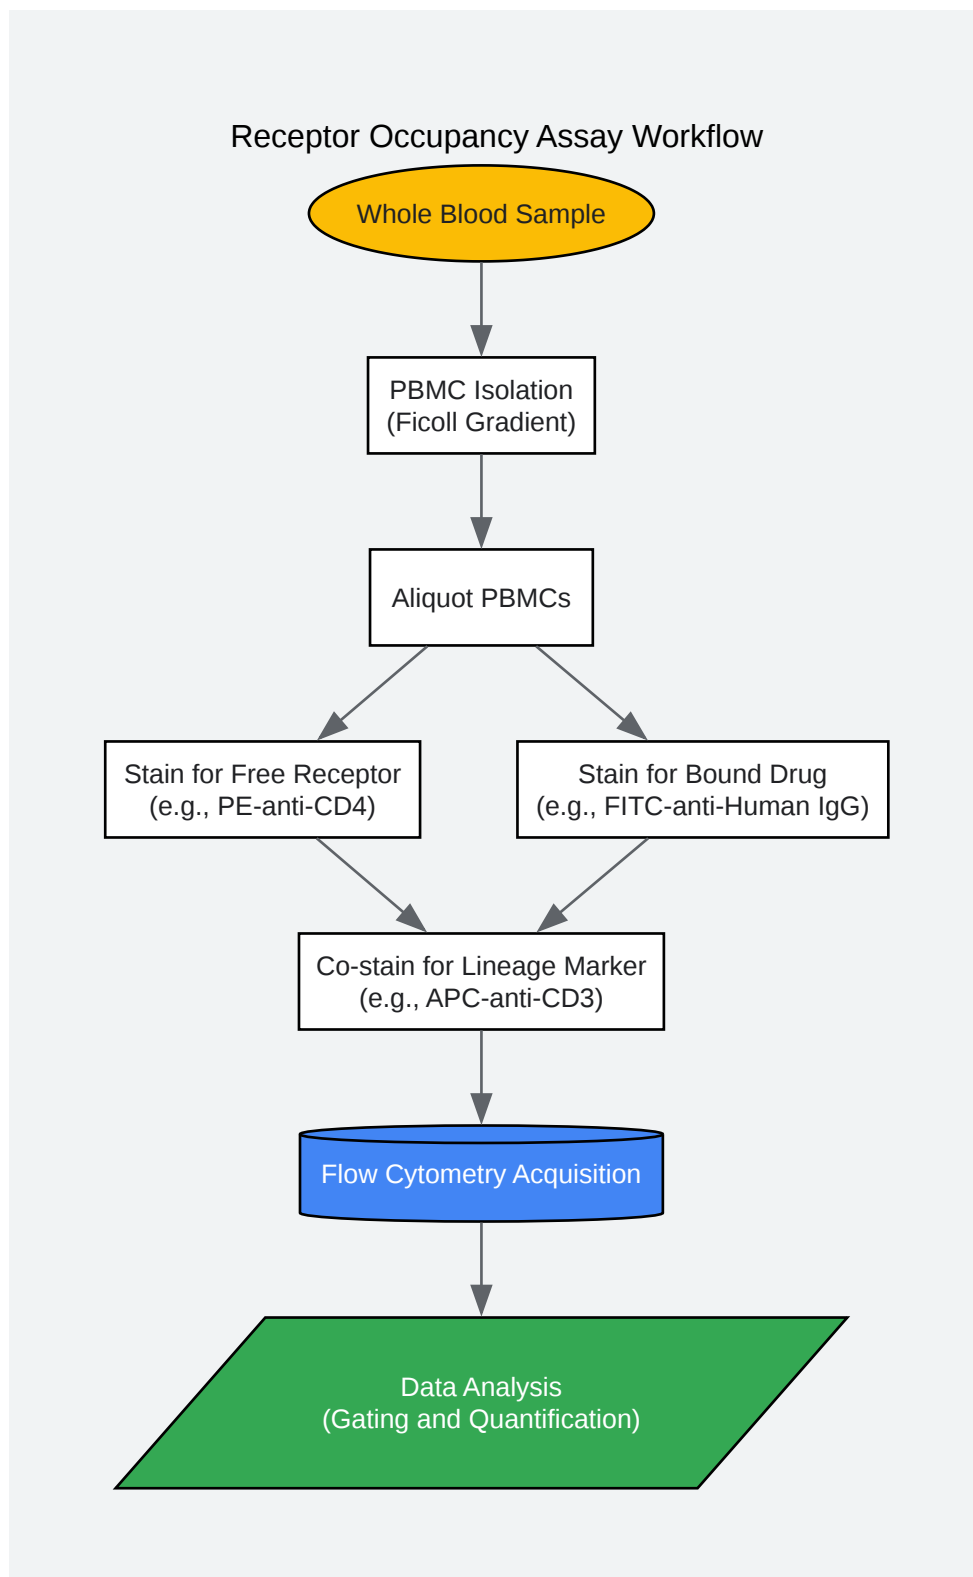 Receptor Occupancy Assay Workflow
Whole Blood Sample
PBMC Isolation
(Ficoll Gradient)
Aliquot PBMCs
Stain for Free Receptor
(e.g., PE-anti-CD4)
Stain for Bound Drug
(e.g., FITC-anti-Human IgG)
Co-stain for Lineage Marker
(e.g., APC-anti-CD3)
Flow Cytometry Acquisition
Data Analysis
(Gating and Quantification)